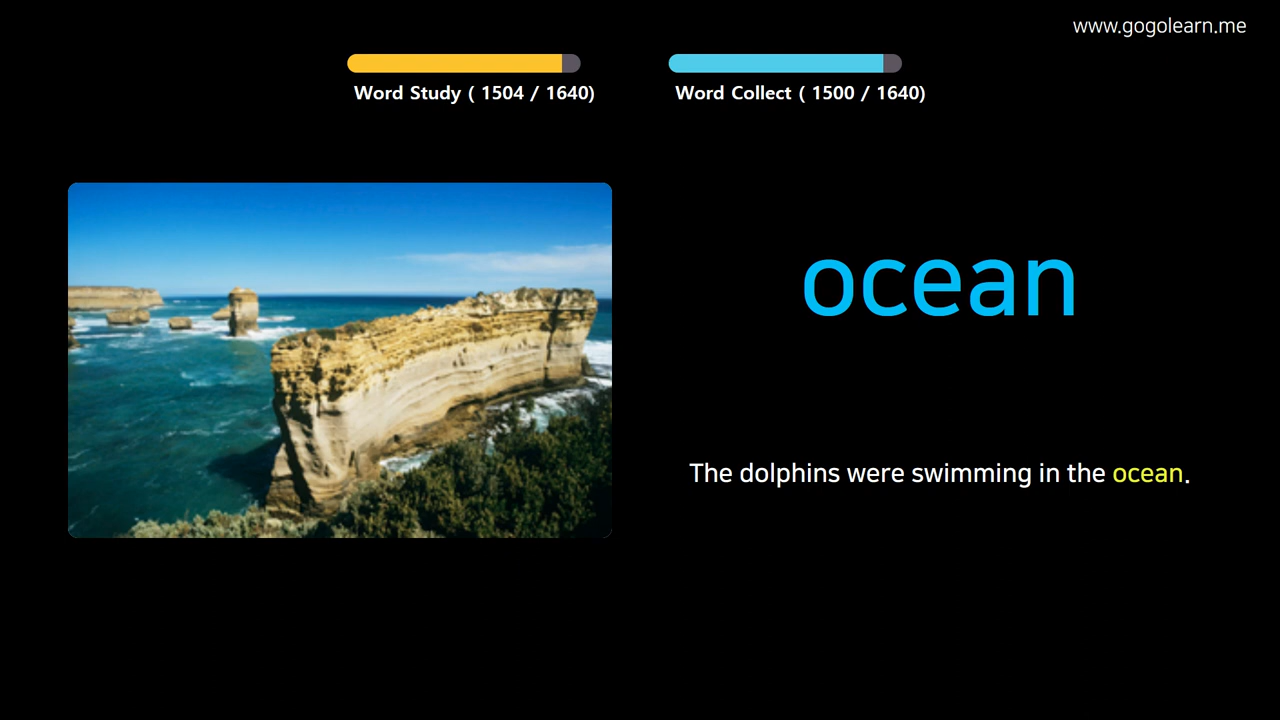 www.gogolearn.me
Word Study ( 1504 / 1640)
Word Collect ( 1500 / 1640)
ocean
The dolphins were swimming in the ocean.